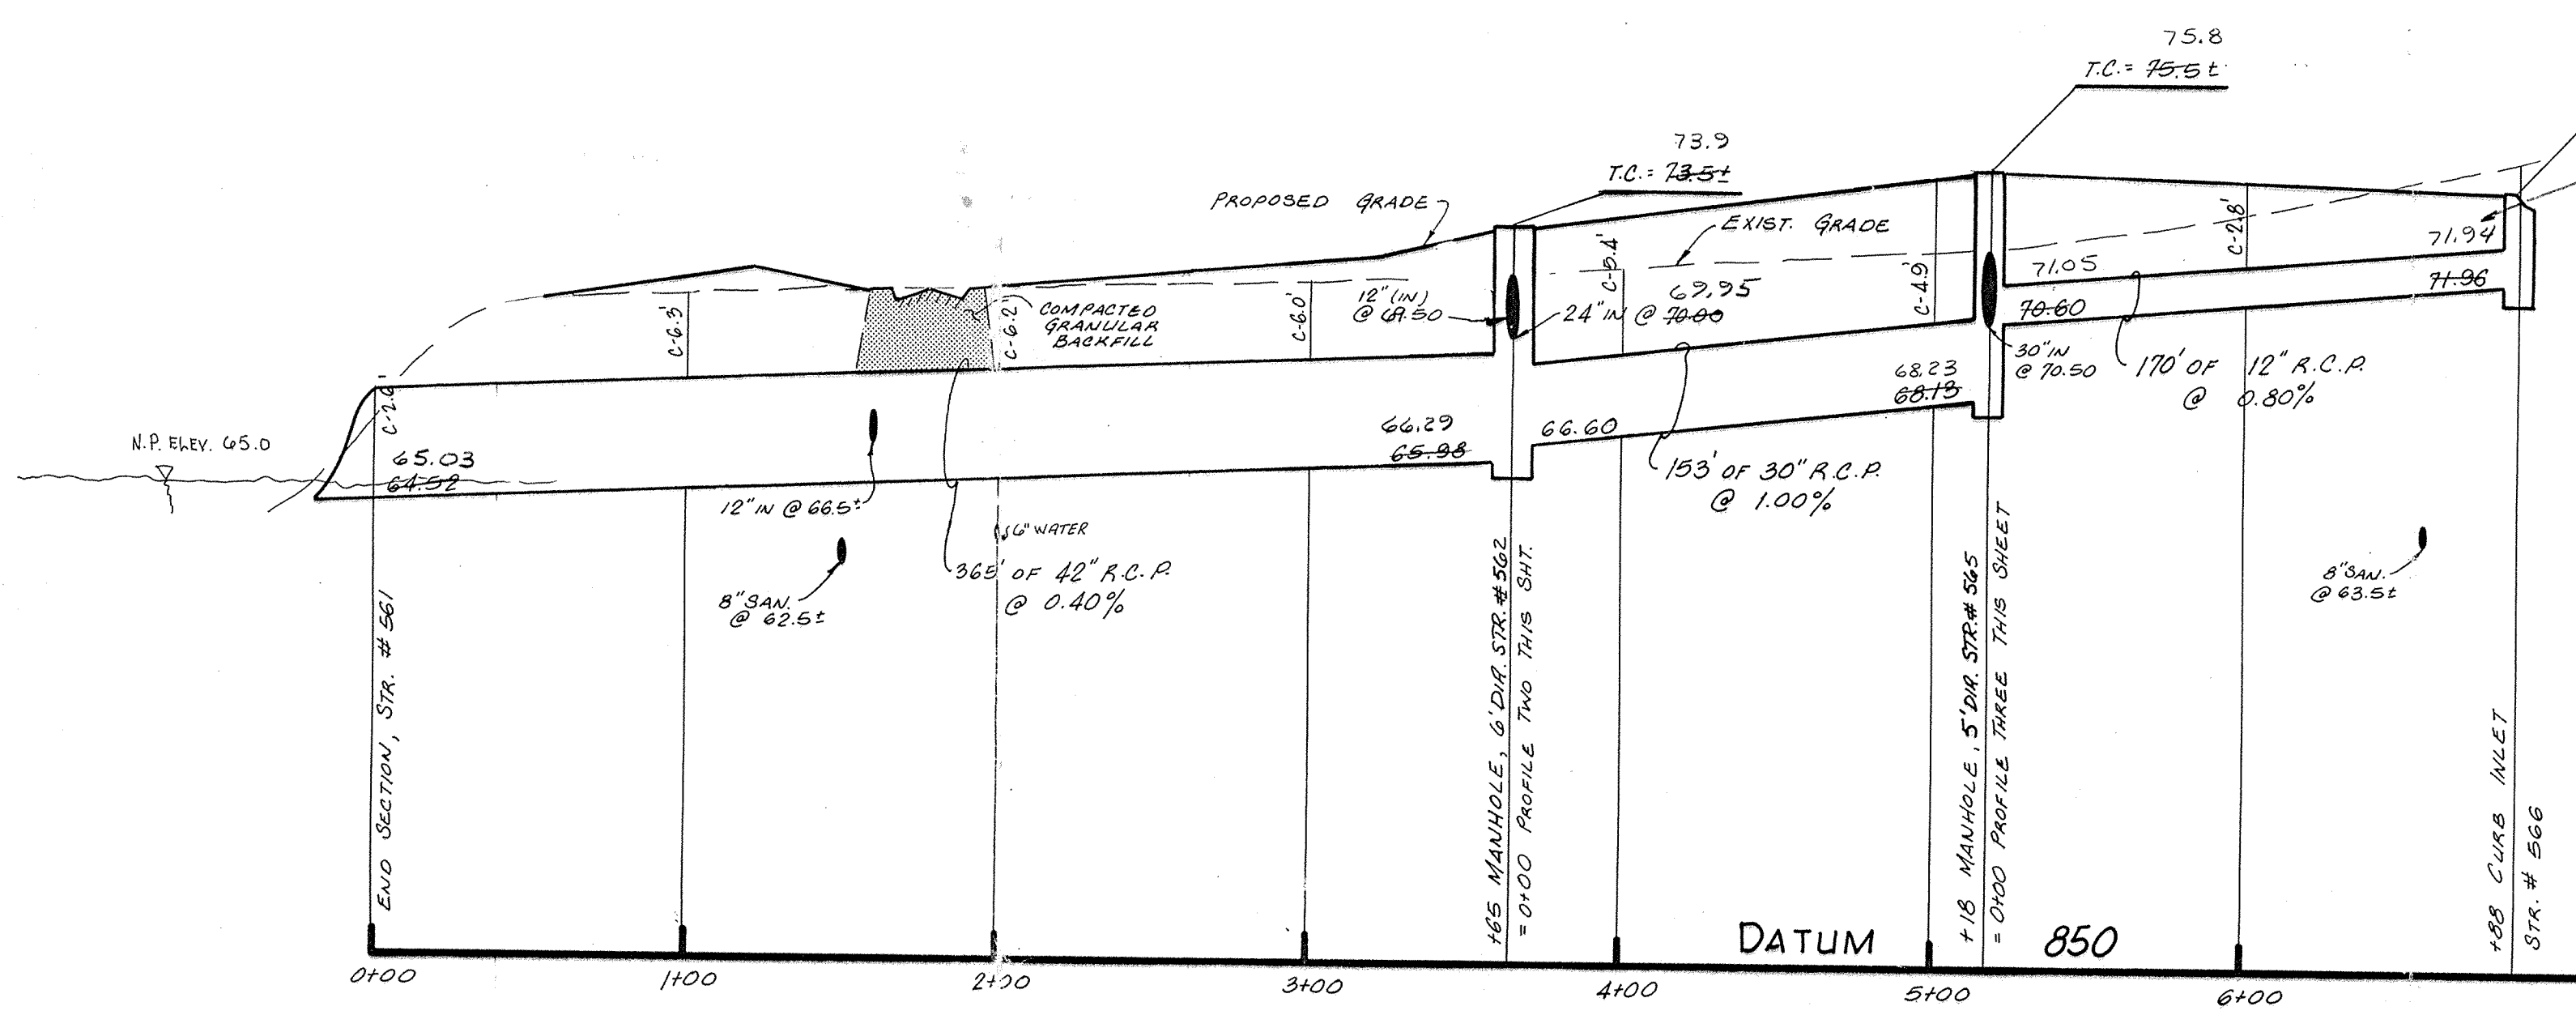 75.8
T.C. = 75.5±
73.9
T.C. = 73.5±
PROPOSED GRADE
EXIST. GRADE
C-2.8'
71.94
71.96
C-5.4'
C-4.9'
71.05
70.60
69.95
24" IN @ 70.00
12" (IN)
@ 69.50
C-6.0'
C-6.3'
C-6.2'
COMPACTED
GRANULAR
BACKFILL
30" IN
@ 70.50
170' OF 12" R.C.P.
@ 0.80%
68.23
68.13
C-2.0'
N.P. ELEV. 65.0
65.03
64.52
66.29
65.98
66.60
153' OF 30" R.C.P.
@ 1.00%
12" IN @ 66.5±
6" WATER
365' OF 42" R.C.P.
@ 0.40%
8" SAN.
@ 62.5±
8" SAN.
@ 63.5±
END SECTION, STR. # 561
+65 MANHOLE, 6' DIA. STR. # 562
= 0+00 PROFILE TWO THIS SHT.
+18 MANHOLE, 5' DIA. STR. # 565
= 0+00 PROFILE THREE THIS SHEET
+88 CURB INLET
STR. # 566
DATUM 850
0+00 1+00 2+00 3+00 4+00 5+00 6+00